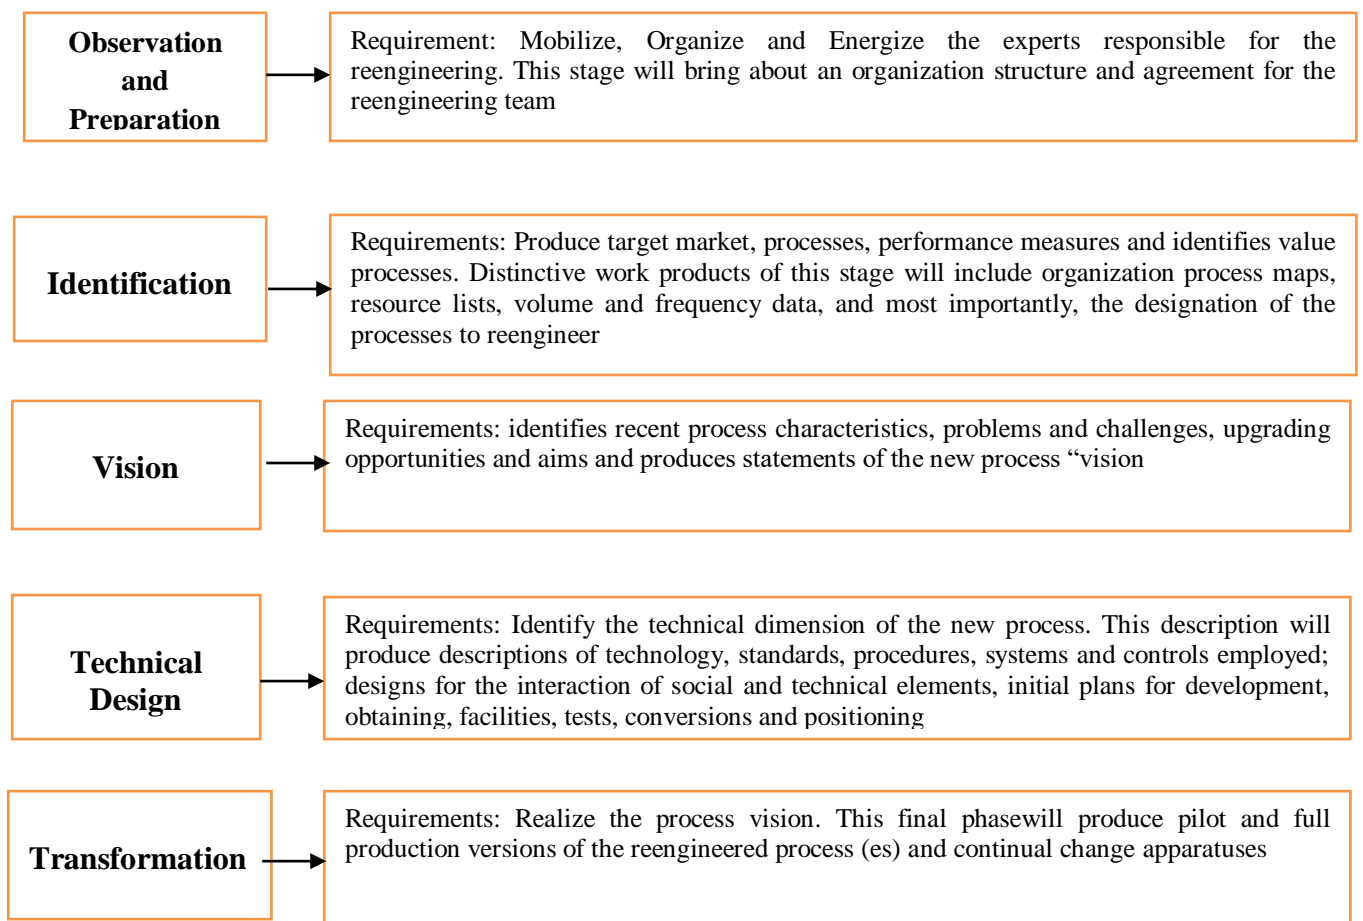 Observation
and
Preparation
Requirement: Mobilize, Organize and Energize the experts responsible for the
reengineering. This stage will bring about an organization structure and agreement for the
reengineering team
Identification
Requirements: Produce target market, processes, performance measures and identifies value
processes. Distinctive work products of this stage will include organization process maps,
resource lists, volume and frequency data, and most importantly, the designation of the
processes to reengineer
Vision
Requirements: identifies recent process characteristics, problems and challenges, upgrading
opportunities and aims and produces statements of the new process “vision
Technical
Design
Requirements: Identify the technical dimension of the new process. This description will
produce descriptions of technology, standards, procedures, systems and controls employed;
designs for the interaction of social and technical elements, initial plans for development,
obtaining, facilities, tests, conversions and positioning
Transformation
Requirements: Realize the process vision. This final phasewill produce pilot and full
production versions of the reengineered process (es) and continual change apparatuses